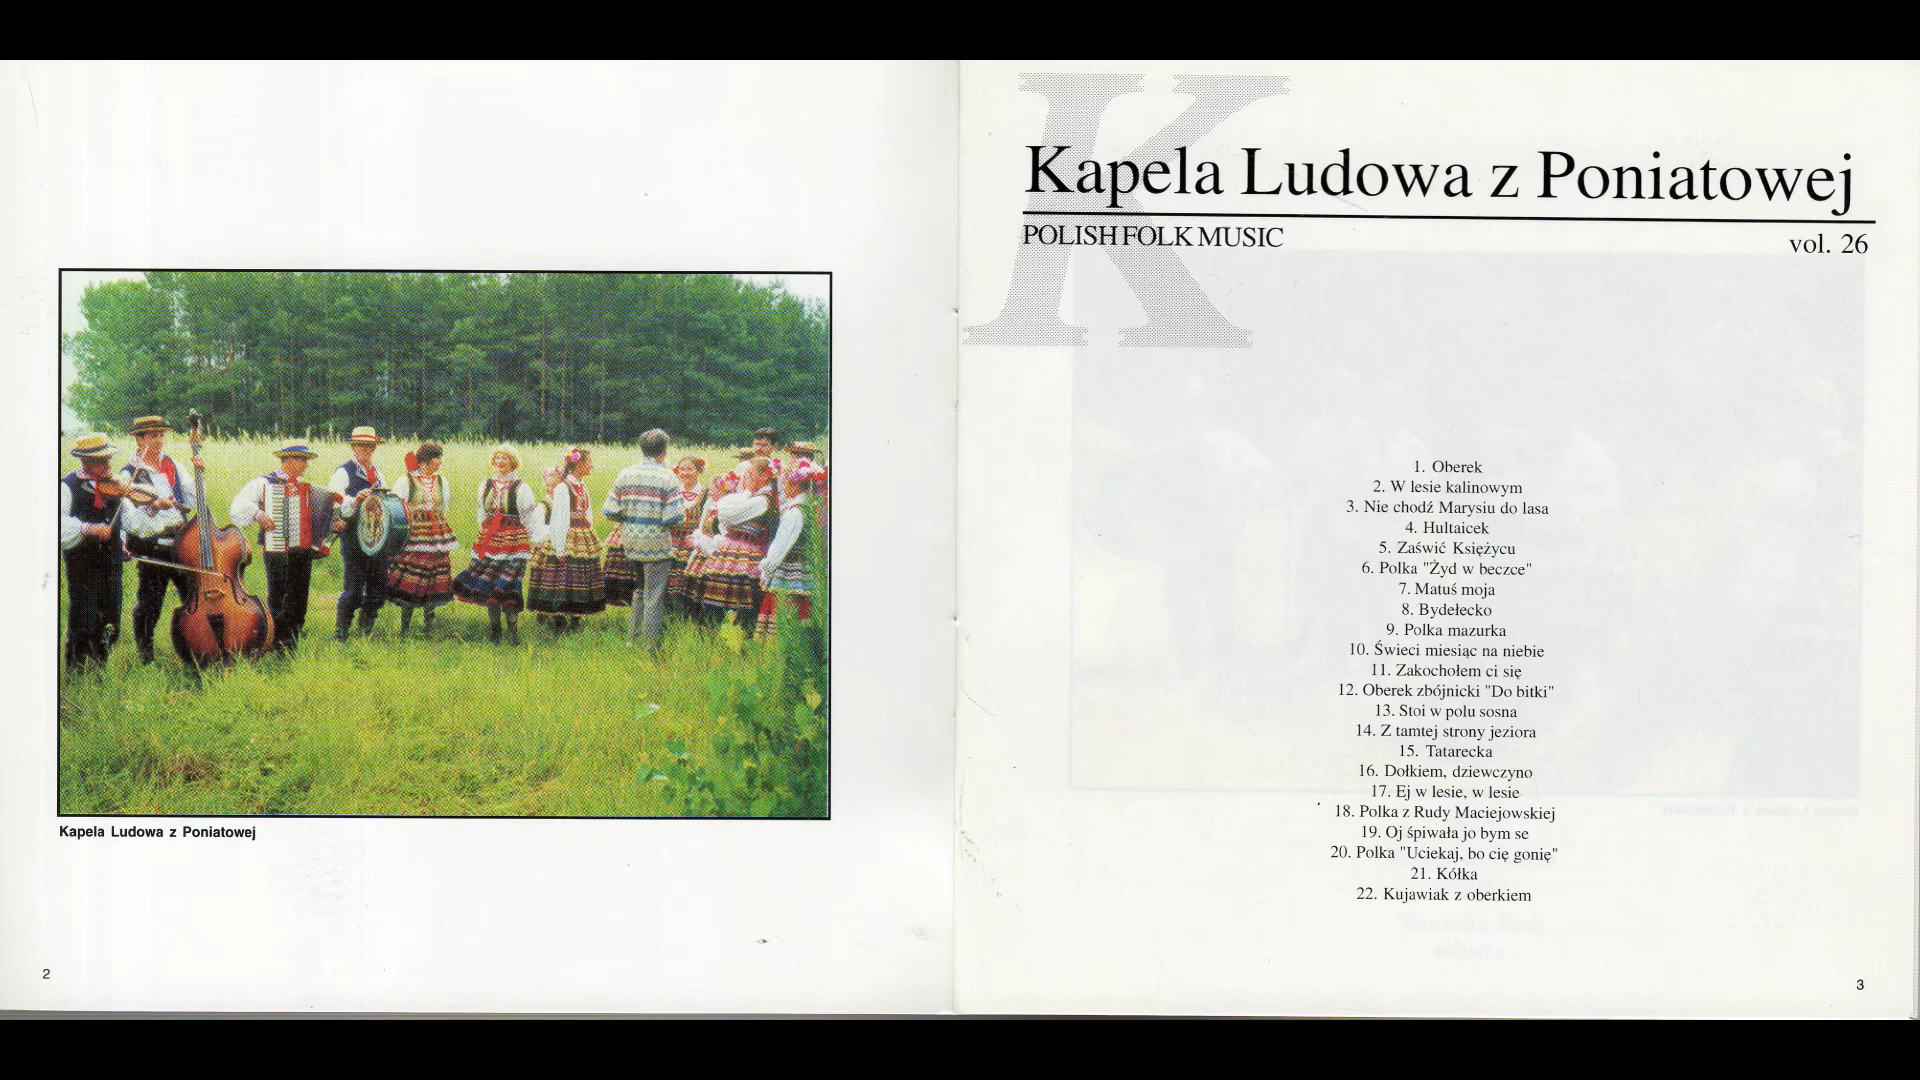 Kapela Ludowa z Poniatowej
2
K
Kapela Ludowa z Poniatowej
POLISH FOLK MUSIC
vol. 26
1. Oberek
2. W lesie kalinowym
3. Nie chodź Marysiu do lasa
4. Hultaicek
5. Zaświć Księżycu
6. Polka "Żyd w beczce"
7. Matuś moja
8. Bydełecko
9. Polka mazurka
10. Świeci miesiąc na niebie
11. Zakochołem ci się
12. Oberek zbójnicki "Do bitki"
13. Stoi w polu sosna
14. Z tamtej strony jeziora
15. Tatarecka
16. Dołkiem, dziewczyno
17. Ej w lesie, w lesie
18. Polka z Rudy Maciejowskiej
19. Oj śpiwała jo bym se
20. Polka "Uciekaj, bo cię gonię"
21. Kółka
22. Kujawiak z oberkiem
3